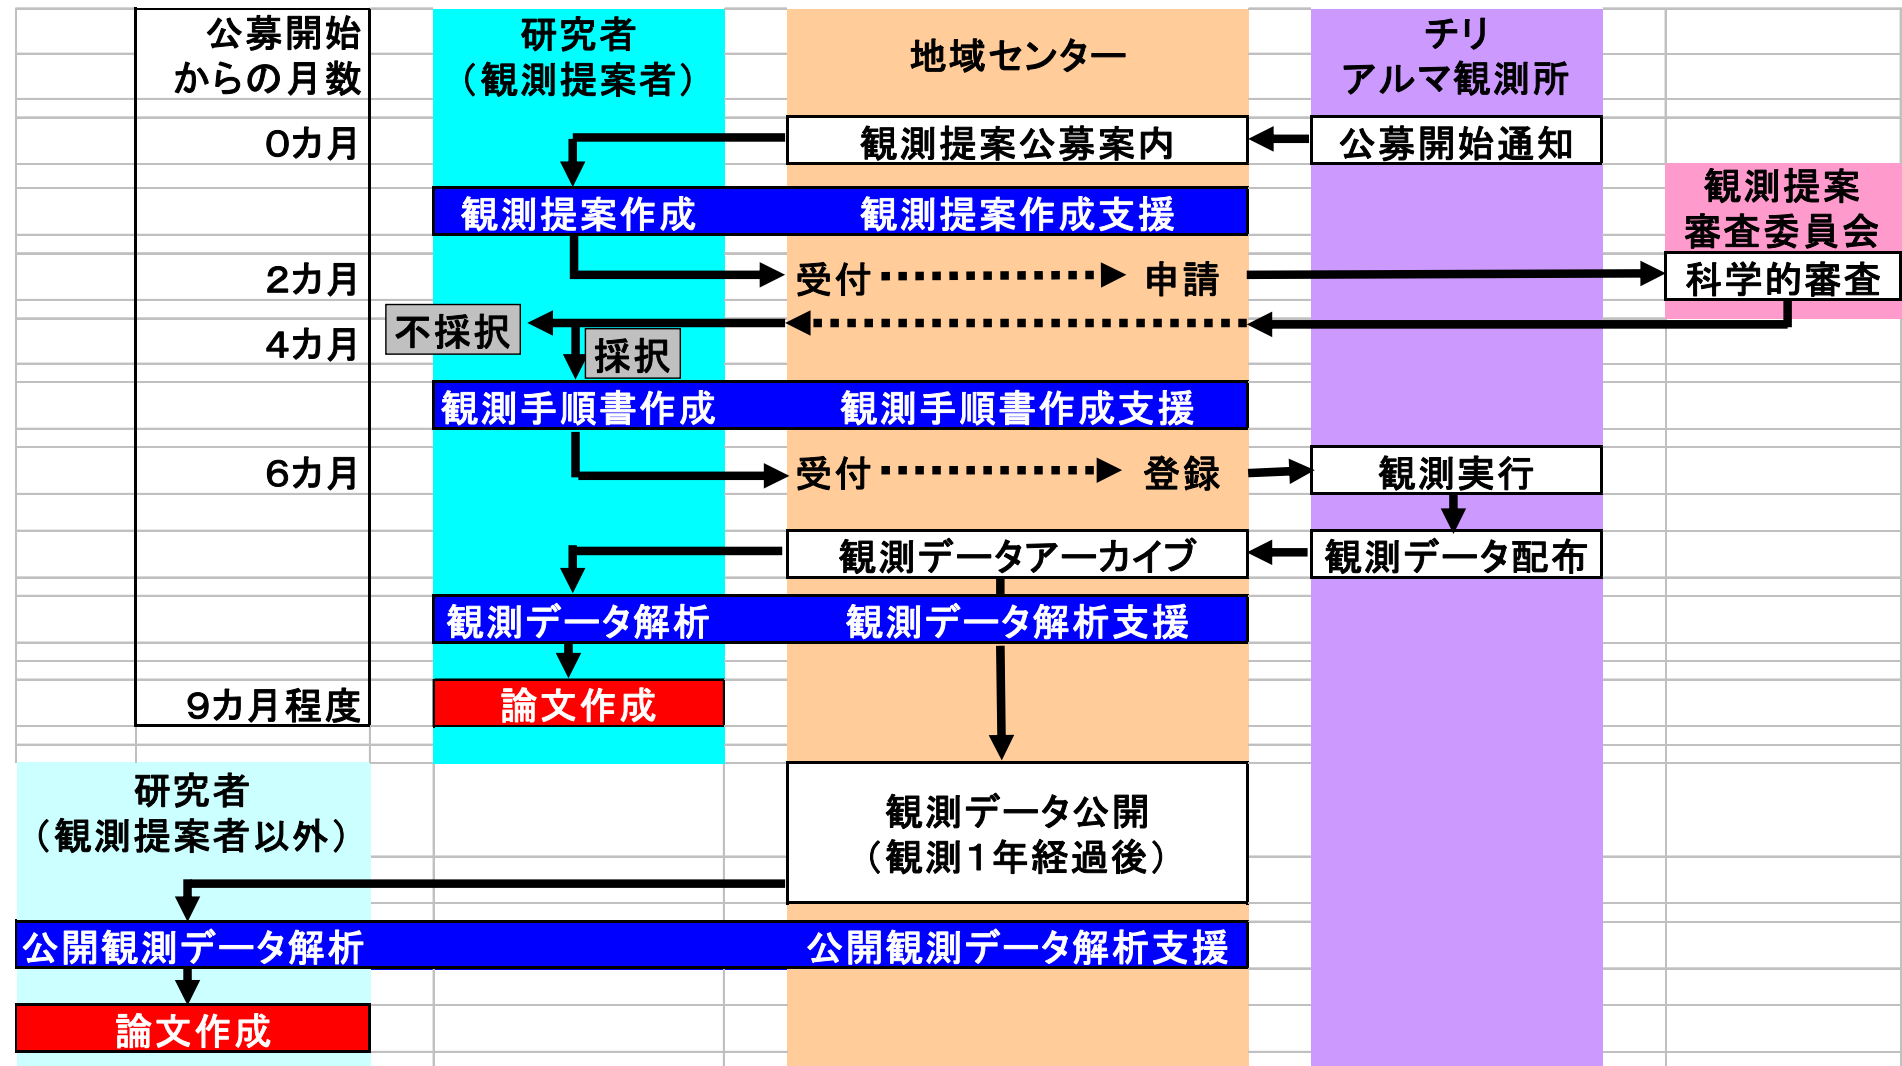 公募開始
からの月数
研究者
（観測提案者）
地域センター
チリ
アルマ観測所
0カ月
観測提案公募案内
公募開始通知
観測提案
審査委員会
観測提案作成
観測提案作成支援
2カ月
受付
申請
科学的審査
不採択
採択
4カ月
観測手順書作成
観測手順書作成支援
6カ月
受付
登録
観測実行
観測データアーカイブ
観測データ配布
観測データ解析
観測データ解析支援
9カ月程度
論文作成
研究者
（観測提案者以外）
観測データ公開
（観測1年経過後）
公開観測データ解析
公開観測データ解析支援
論文作成